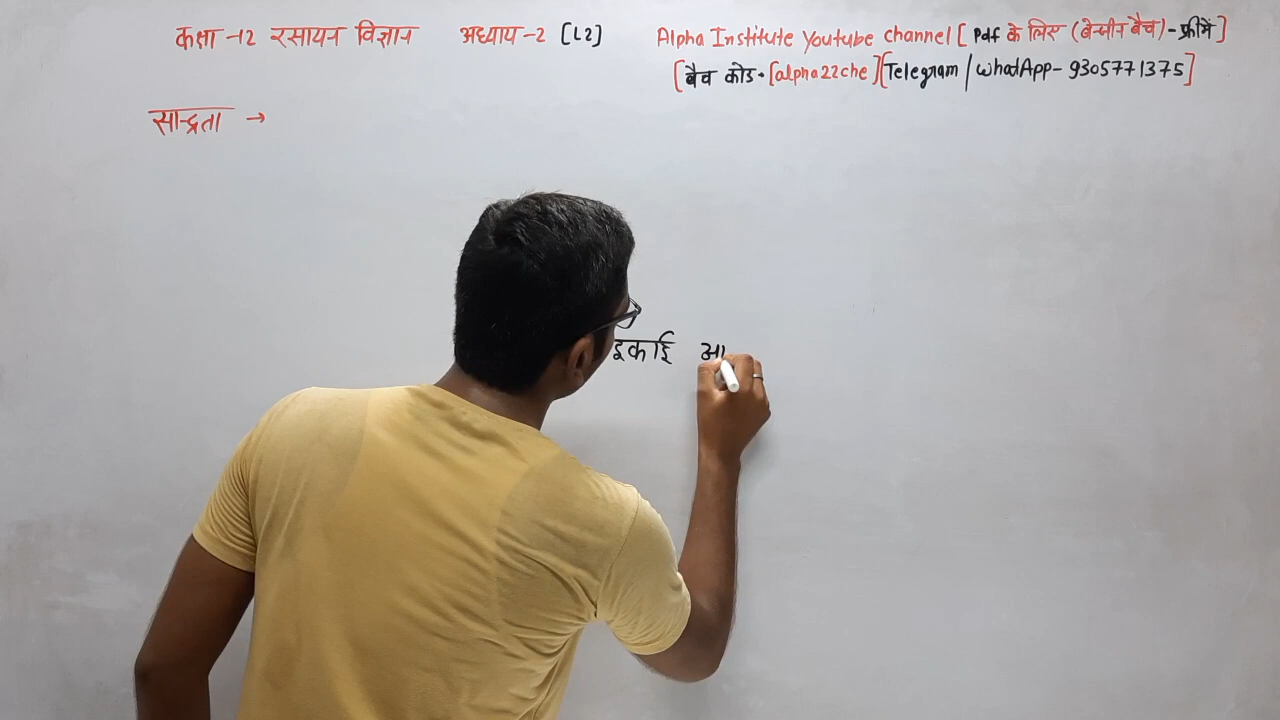 कक्षा -12 रसायन विज्ञान अध्याय-2 [L2] Alpha Institute Youtube channel [ Pdf के लिए (बेन्जीन बैच) - फ्री में ]
[ बैच कोड • [alpha22che] [Telegram / WhatApp - 9305771375]
सान्द्रता →
इकाई आ